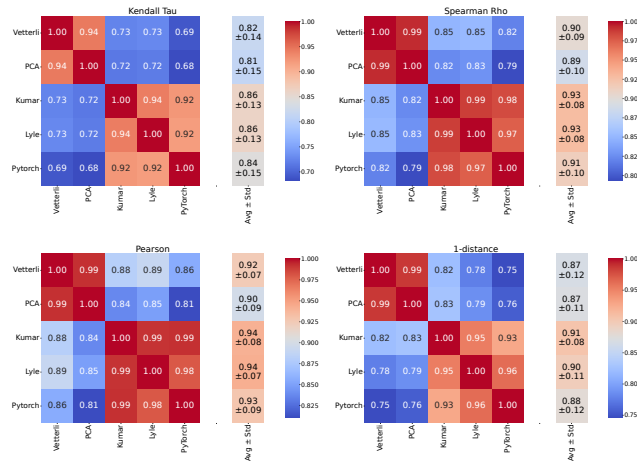 Kendall Tau
Vetterli 1.00 0.94 0.73 0.73 0.69 0.82 ±0.14
PCA 0.94 1.00 0.72 0.72 0.68 0.81 ±0.15
Kumar 0.73 0.72 1.00 0.94 0.92 0.86 ±0.13
Lyle 0.73 0.72 0.94 1.00 0.92 0.86 ±0.13
Pytorch 0.69 0.68 0.92 0.92 1.00 0.84 ±0.15
Vetterli PCA Kumar Lyle PyTorch Avg ± Std
1.00
0.95
0.90
0.85
0.80
0.75
0.70
Spearman Rho
Vetterli 1.00 0.99 0.85 0.85 0.82 0.90 ±0.09
PCA 0.99 1.00 0.82 0.83 0.79 0.89 ±0.10
Kumar 0.85 0.82 1.00 0.99 0.98 0.93 ±0.08
Lyle 0.85 0.83 0.99 1.00 0.97 0.93 ±0.08
Pytorch 0.82 0.79 0.98 0.97 1.00 0.91 ±0.10
Vetterli PCA Kumar Lyle PyTorch Avg ± Std
1.00
0.95
0.90
0.85
0.80
Pearson
Vetterli 1.00 0.99 0.88 0.89 0.86 0.92 ±0.07
PCA 0.99 1.00 0.84 0.85 0.81 0.90 ±0.09
Kumar 0.88 0.84 1.00 0.99 0.99 0.94 ±0.08
Lyle 0.89 0.85 0.99 1.00 0.98 0.94 ±0.07
Pytorch 0.86 0.81 0.99 0.98 1.00 0.93 ±0.09
Vetterli PCA Kumar Lyle PyTorch Avg ± Std
1.000
0.975
0.950
0.925
0.900
0.875
0.850
0.825
1-distance
Vetterli 1.00 0.99 0.82 0.78 0.75 0.87 ±0.12
PCA 0.99 1.00 0.83 0.79 0.76 0.87 ±0.11
Kumar 0.82 0.83 1.00 0.95 0.93 0.91 ±0.08
Lyle 0.78 0.79 0.95 1.00 0.96 0.90 ±0.11
Pytorch 0.75 0.76 0.93 0.96 1.00 0.88 ±0.12
Vetterli PCA Kumar Lyle PyTorch Avg ± Std
1.00
0.95
0.90
0.85
0.80
0.75